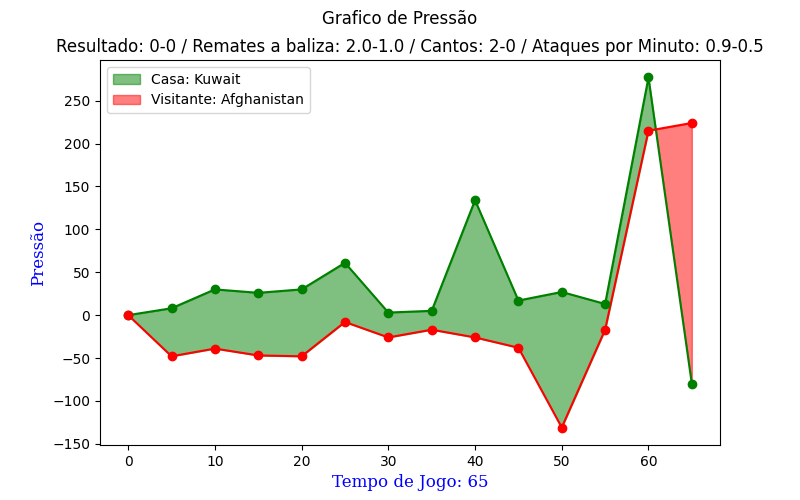 Grafico de Pressão
Resultado: 0-0 / Remates a baliza: 2.0-1.0 / Cantos: 2-0 / Ataques por Minuto: 0.9-0.5
Casa: Kuwait
Visitante: Afghanistan
250
200
150
100
50
0
−50
−100
−150
Pressão
0 10 20 30 40 50 60
Tempo de Jogo: 65